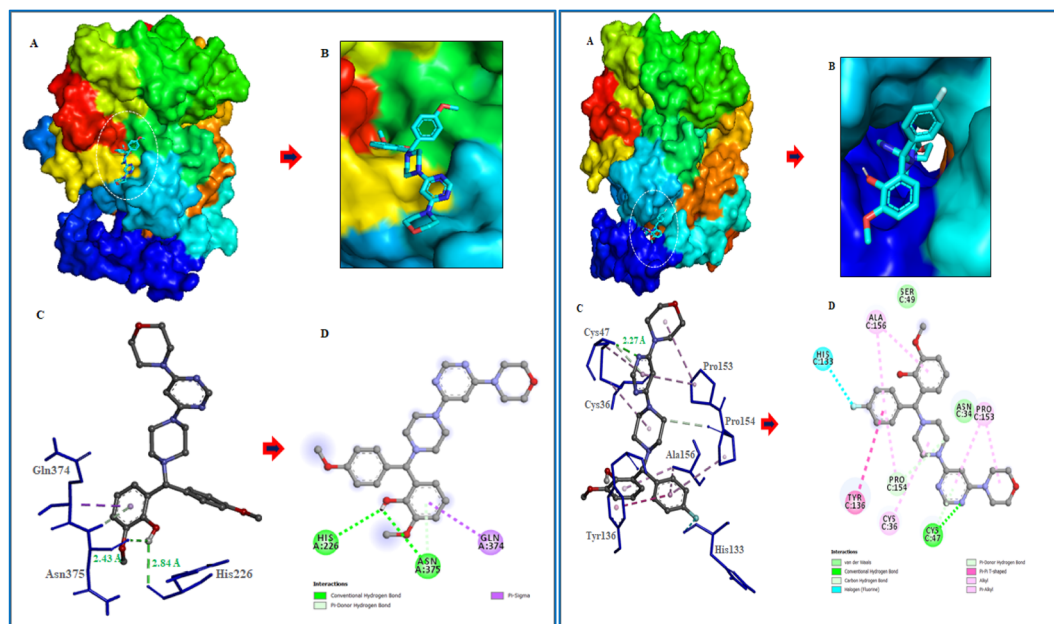 A
B
C
Gln374
2.43 Å
2.84 Å
Asn375
His226
D
HIS
A:226
ASN
A:375
GLN
A:374
Interactions
Conventional Hydrogen Bond
Pi-Donor Hydrogen Bond
Pi-Sigma
A
B
C
Cys47
2.27 Å
Pro153
Cys36
Pro154
Ala156
Tyr136
His133
D
SER
C:49
ALA
C:156
HIS
C:133
ASN
C:34
PRO
C:153
PRO
C:154
TYR
C:136
CYS
C:36
CYS
C:47
Interactions
van der Waals
Conventional Hydrogen Bond
Carbon Hydrogen Bond
Halogen (Fluorine)
Pi-Donor Hydrogen Bond
Pi-Pi T-shaped
Alkyl
Pi-Alkyl